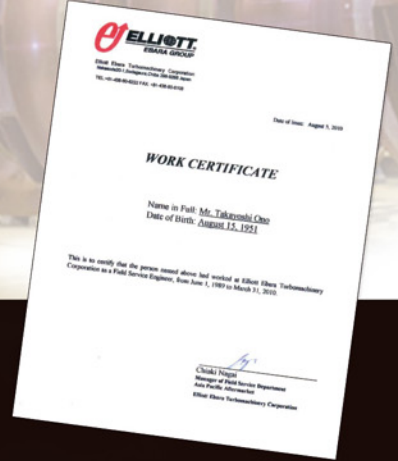 ELLIOTT
EBARA GROUP
Elliott Ebara Turbomachinery Corporation
Date of Issue: August 5, 2010
WORK CERTIFICATE
Name in Full: Mr. Takayoshi Ono
Date of Birth: August 15, 1951
This is to certify that the person named above had worked at Elliott Ebara Turbomachinery
Corporation as a Field Service Engineer, from June 1, 1989 to March 31, 2010.
Chiaki Nagai
Manager of Field Service Department
Asia Pacific Aftermarket
Elliott Ebara Turbomachinery Corporation